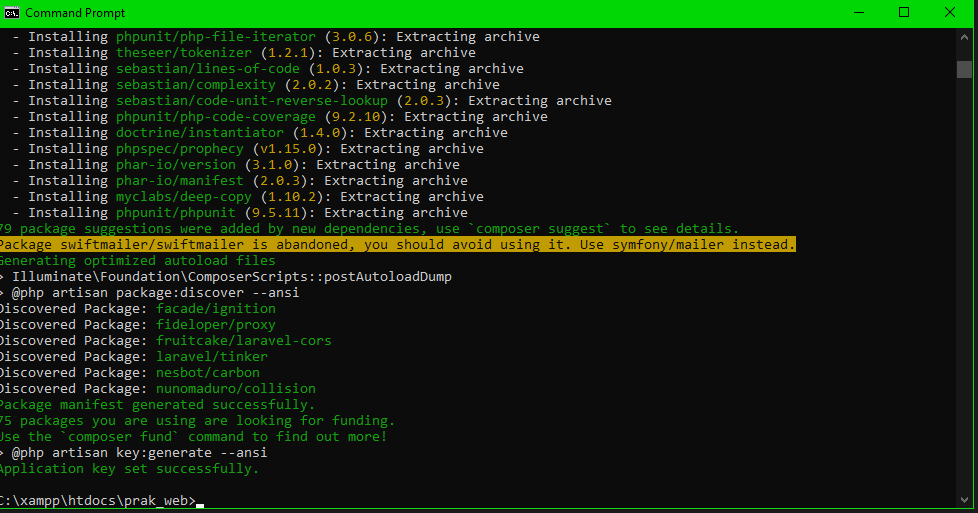 Command Prompt
- Installing phpunit/php-file-iterator (3.0.6): Extracting archive
- Installing theseer/tokenizer (1.2.1): Extracting archive
- Installing sebastian/lines-of-code (1.0.3): Extracting archive
- Installing sebastian/complexity (2.0.2): Extracting archive
- Installing sebastian/code-unit-reverse-lookup (2.0.3): Extracting archive
- Installing phpunit/php-code-coverage (9.2.10): Extracting archive
- Installing doctrine/instantiator (1.4.0): Extracting archive
- Installing phpspec/prophecy (v1.15.0): Extracting archive
- Installing phar-io/version (3.1.0): Extracting archive
- Installing phar-io/manifest (2.0.3): Extracting archive
- Installing myclabs/deep-copy (1.10.2): Extracting archive
- Installing phpunit/phpunit (9.5.11): Extracting archive
79 package suggestions were added by new dependencies, use `composer suggest` to see details.
Package swiftmailer/swiftmailer is abandoned, you should avoid using it. Use symfony/mailer instead.
Generating optimized autoload files
> Illuminate\Foundation\ComposerScripts::postAutoloadDump
> @php artisan package:discover --ansi
Discovered Package: facade/ignition
Discovered Package: fideloper/proxy
Discovered Package: fruitcake/laravel-cors
Discovered Package: laravel/tinker
Discovered Package: nesbot/carbon
Discovered Package: nunomaduro/collision
Package manifest generated successfully.
75 packages you are using are looking for funding.
Use the `composer fund` command to find out more!
> @php artisan key:generate --ansi
Application key set successfully.
C:\xampp\htdocs\prak_web>